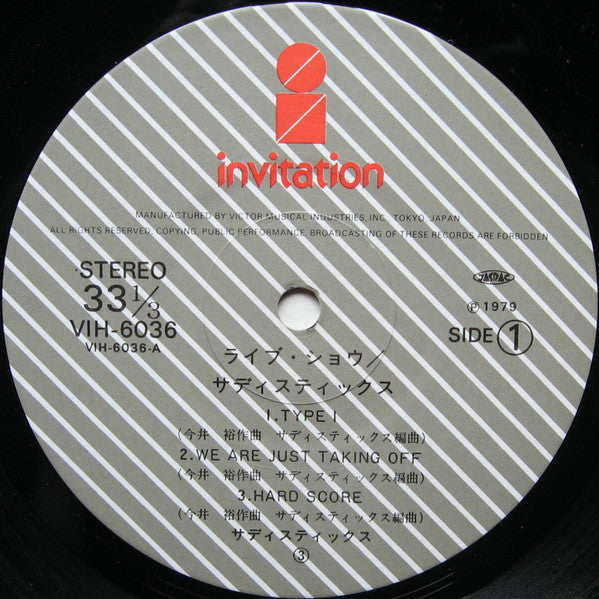 invitation
MANUFACTURED BY VICTOR MUSICAL INDUSTRIES, INC., TOKYO, JAPAN
ALL RIGHTS RESERVED, COPYING, PUBLIC PERFORMANCE, BROADCASTING OF THESE RECORDS ARE FORBIDDEN
STEREO
33 1/3
VIH-6036
VIH-6036-A
JASRAC
Ⓟ 1979
SIDE ①
ライブ・ショウ/
サディスティックス
1. TYPE I
(今井 裕作曲 サディスティックス編曲)
2. WE ARE JUST TAKING OFF
(今井 裕作曲 サディスティックス編曲)
3. HARD SCORE
(今井 裕作曲 サディスティックス編曲)
サディスティックス
③